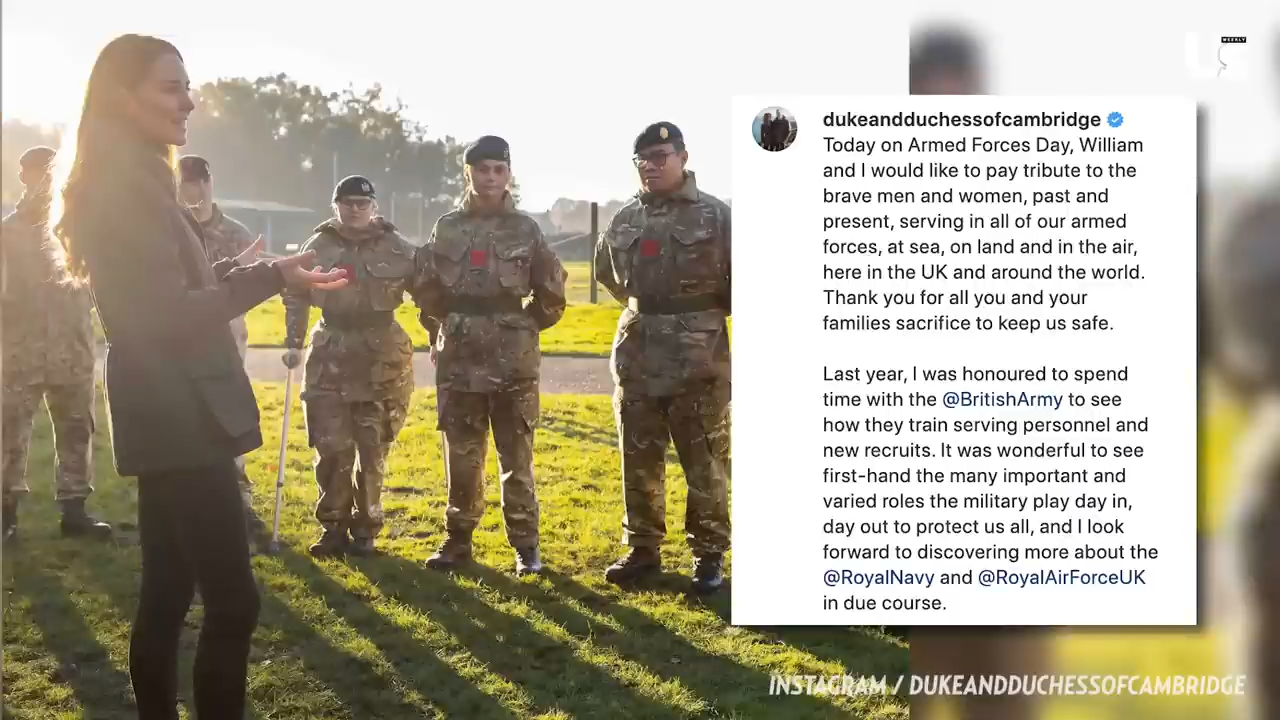 US
WEEKLY
dukeandduchessofcambridge
Today on Armed Forces Day, William
and I would like to pay tribute to the
brave men and women, past and
present, serving in all of our armed
forces, at sea, on land and in the air,
here in the UK and around the world.
Thank you for all you and your
families sacrifice to keep us safe.
Last year, I was honoured to spend
time with the @BritishArmy to see
how they train serving personnel and
new recruits. It was wonderful to see
first-hand the many important and
varied roles the military play day in,
day out to protect us all, and I look
forward to discovering more about the
@RoyalNavy and @RoyalAirForceUK
in due course.
INSTAGRAM / DUKEANDDUCHESSOFCAMBRIDGE